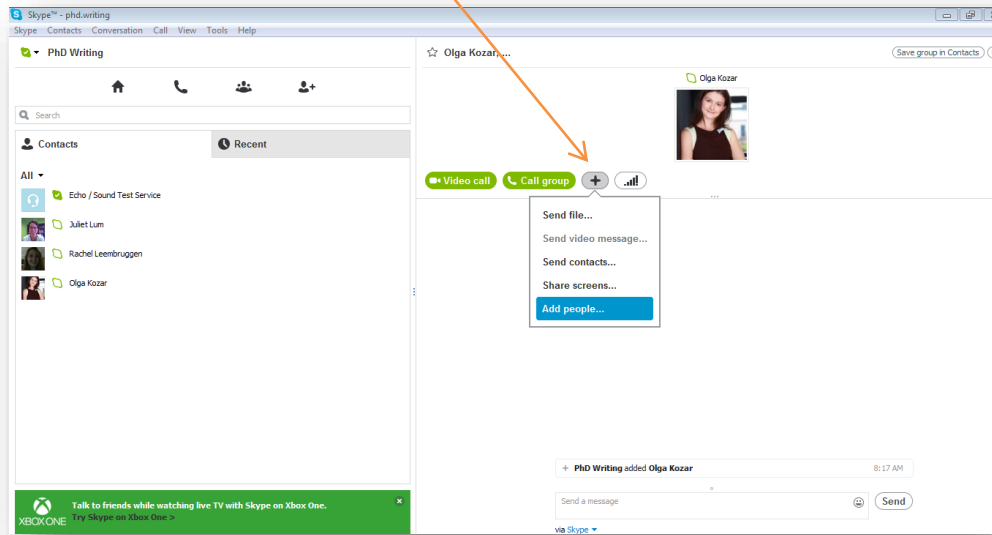 Skype™ - phd.writing
Skype Contacts Conversation Call View Tools Help
PhD Writing
Search
Contacts
Recent
All
Echo / Sound Test Service
Juliet Lum
Rachel Leembruggen
Olga Kozar
XBOX ONE
Talk to friends while watching live TV with Skype on Xbox One.
Try Skype on Xbox One >
Olga Kozar, ...
Save group in Contacts
Olga Kozar
Video call
Call group
Send file...
Send video message...
Send contacts...
Share screens...
Add people...
+ PhD Writing added Olga Kozar 8:17 AM
Send a message
Send
via Skype